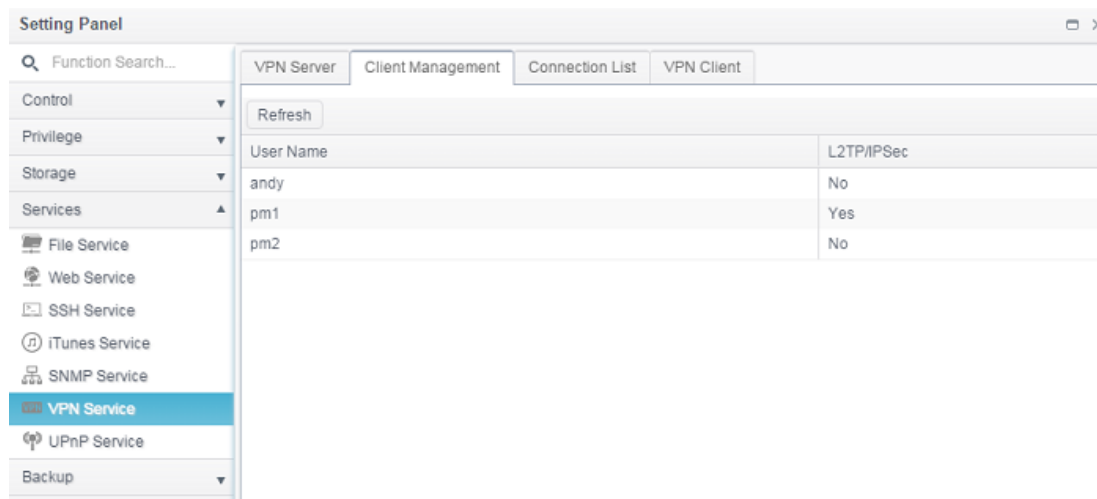 Setting Panel
Function Search...
Control
Privilege
Storage
Services
File Service
Web Service
SSH Service
iTunes Service
SNMP Service
VPN Service
UPnP Service
Backup
VPN Server Client Management Connection List VPN Client
Refresh
User Name L2TP/IPSec
andy No
pm1 Yes
pm2 No